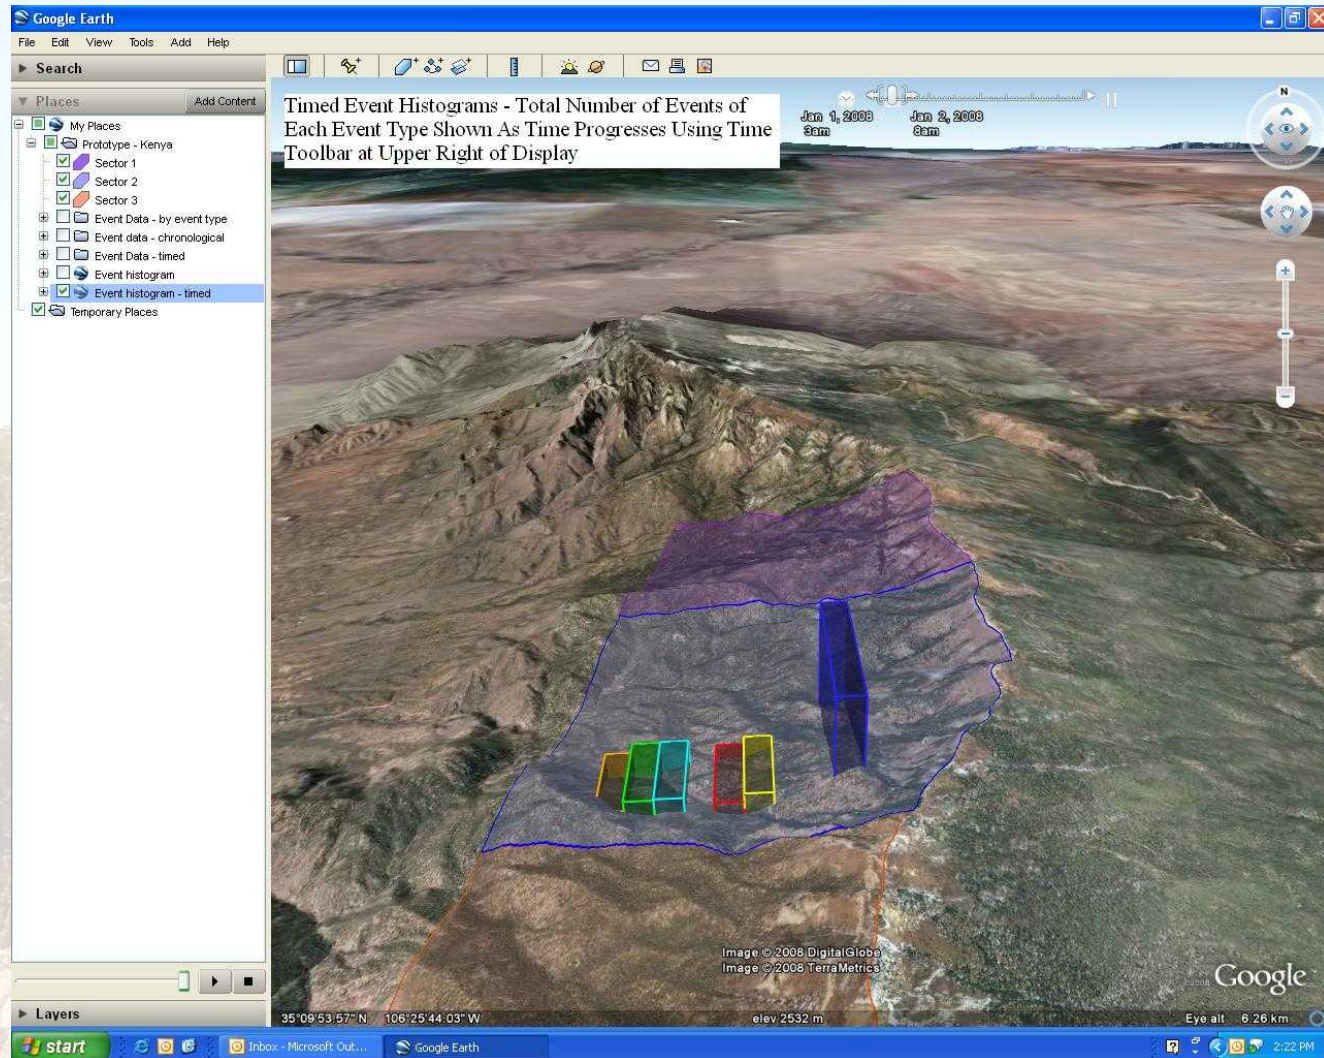 Google Earth
File Edit View Tools Add Help
Search
Places Add Content
My Places
Prototype - Kenya
Sector 1
Sector 2
Sector 3
Event Data - by event type
Event data - chronological
Event Data - timed
Event histogram
Event histogram - timed
Temporary Places
Layers
Timed Event Histograms - Total Number of Events of
Each Event Type Shown As Time Progresses Using Time
Toolbar at Upper Right of Display
Jan 1, 2008 Jan 2, 2008
3am 8am
N
Image © 2008 DigitalGlobe
Image © 2008 TerraMetrics
©2008 Google
35°09'53.57" N 106°25'44.03" W elev 2532 m Eye alt 6.26 km
start Inbox - Microsoft Out... Google Earth 2:22 PM